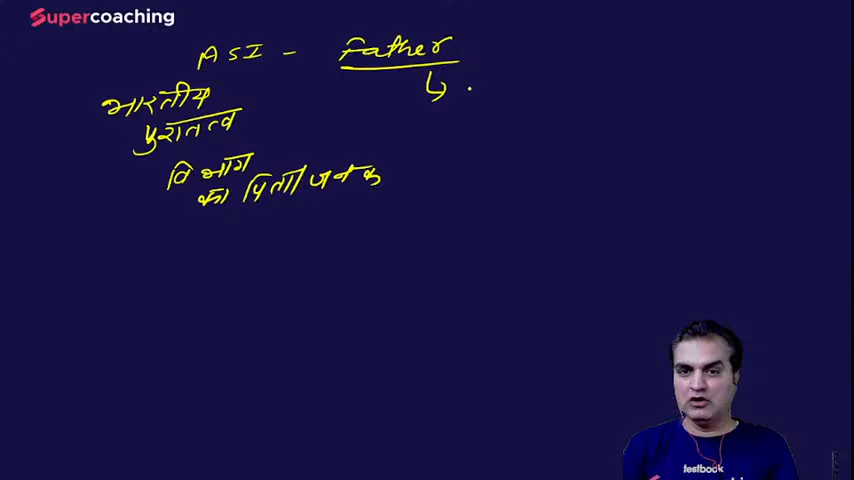 Supercoaching
ASI - Father
भारतीय
पुरातत्व
विभाग
का पिता जनक
testbook